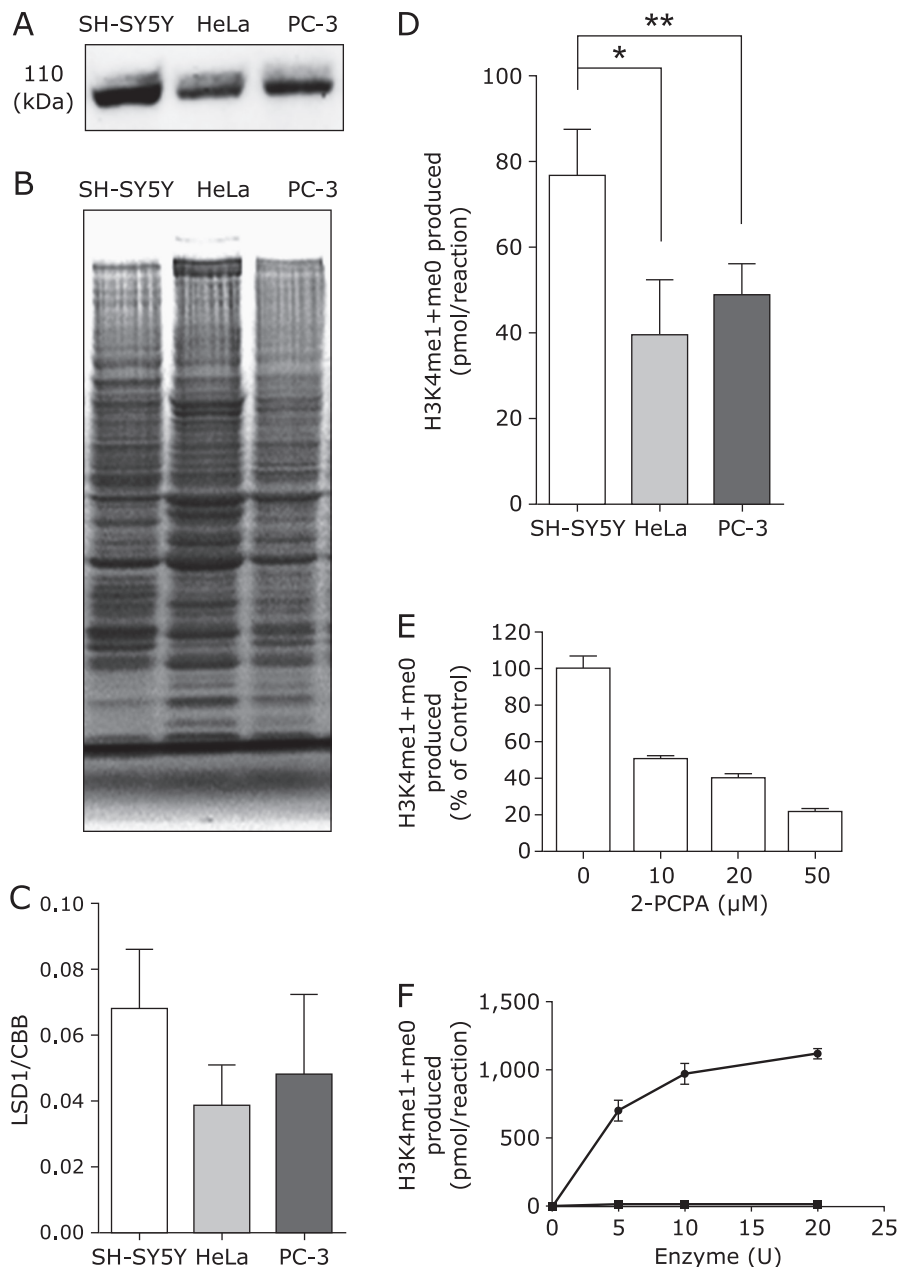 A
SH-SY5Y HeLa PC-3
110
(kDa)
B
SH-SY5Y HeLa PC-3
C
LSD1/CBB
0.10
0.08
0.06
0.04
0.02
0.00
SH-SY5Y HeLa PC-3
D
H3K4me1+me0 produced
(pmol/reaction)
100
80
60
40
20
0
*
**
SH-SY5Y HeLa PC-3
E
H3K4me1+me0
produced
(% of Control)
120
100
80
60
40
20
0
0 10 20 50
2-PCPA (μM)
F
H3K4me1+me0
produced
(pmol/reaction)
1,500
1,000
500
0
0 5 10 15 20 25
Enzyme (U)